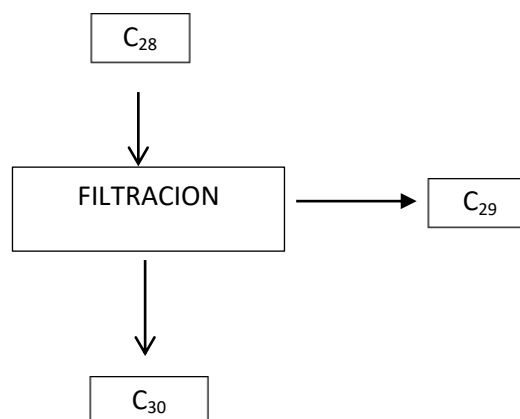 C₂₈
FILTRACION
C₂₉
C₃₀